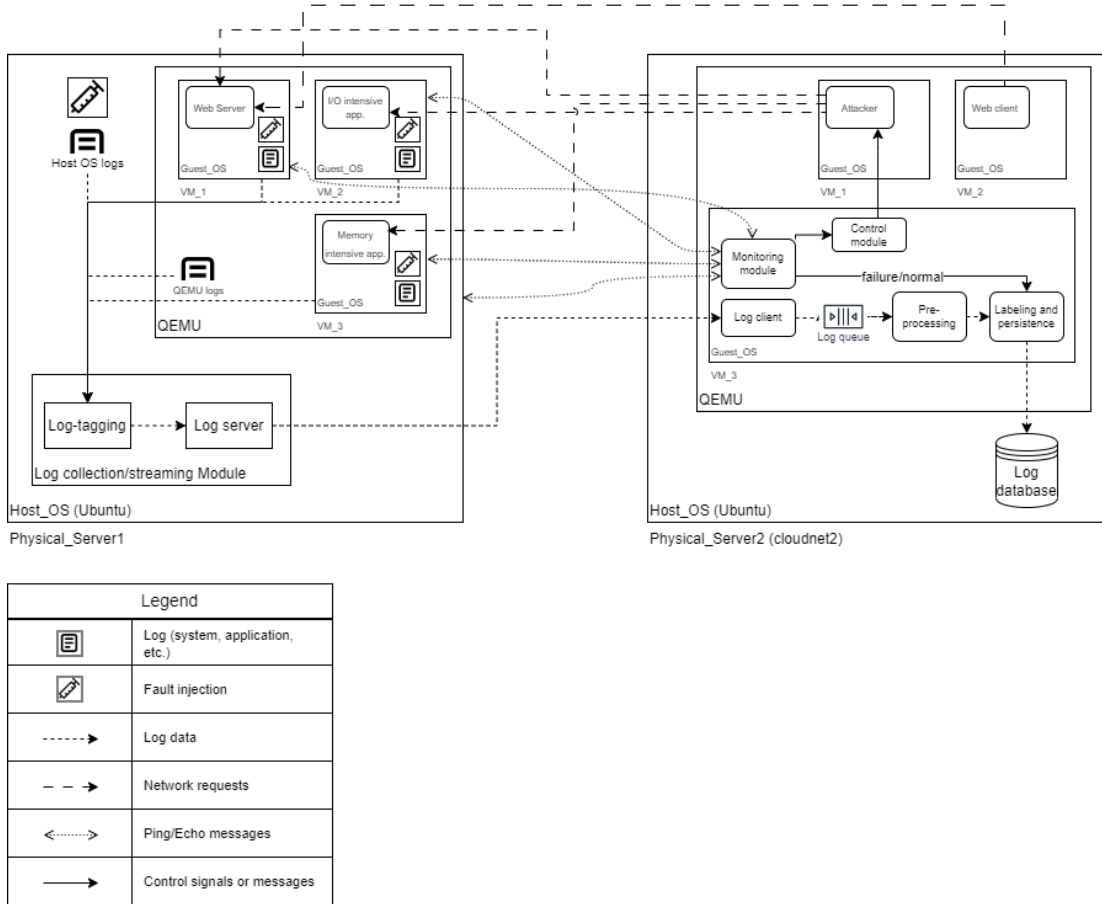 Web Server
Guest_OS
VM_1
I/O intensive
app.
Guest_OS
VM_2
Host OS logs
Memory
intensive app.
Guest_OS
VM_3
QEMU logs
QEMU
Log-tagging
Log server
Log collection/streaming Module
Host_OS (Ubuntu)
Physical_Server1
Attacker
Guest_OS
VM_1
Web client
Guest_OS
VM_2
Control
module
Monitoring
module
failure/normal
Log client
Log queue
Pre-
processing
Labeling and
persistence
Guest_OS
VM_3
QEMU
Log
database
Host_OS (Ubuntu)
Physical_Server2 (cloudnet2)
Legend
Log (system, application,
etc.)
Fault injection
Log data
Network requests
Ping/Echo messages
Control signals or messages